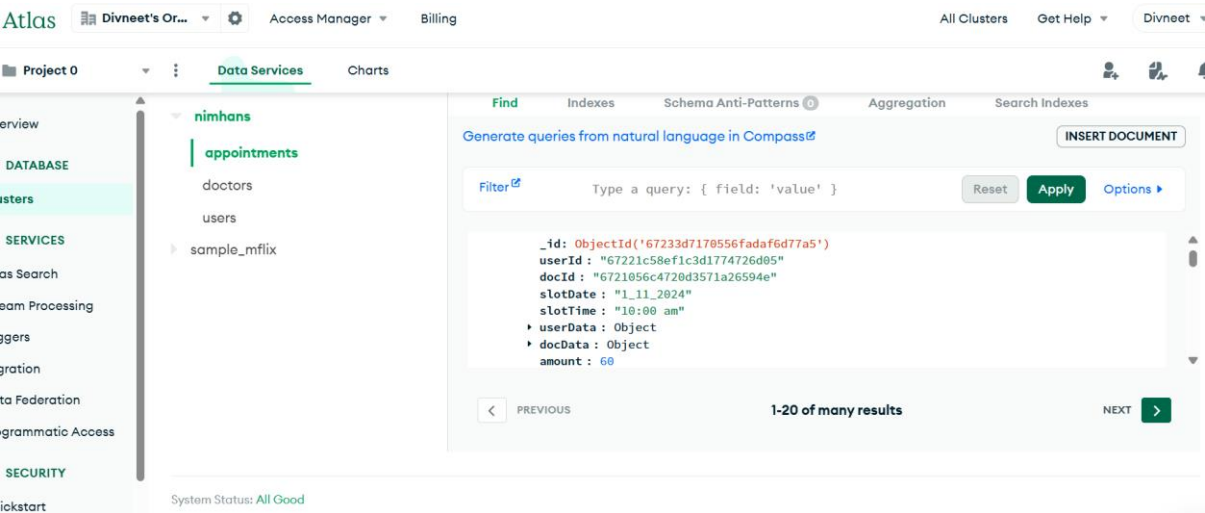 Atlas Divneet's Or... Access Manager Billing All Clusters Get Help Divneet
Project 0 Data Services Charts
erview
DATABASE
usters
SERVICES
as Search
eam Processing
ggers
gration
ta Federation
ogrammatic Access
SECURITY
ickstart
nimhans
appointments
doctors
users
sample_mflix
Find Indexes Schema Anti-Patterns 0 Aggregation Search Indexes
Generate queries from natural language in Compass INSERT DOCUMENT
Filter Type a query: { field: 'value' } Reset Apply Options
_id: ObjectId('67233d7170556fadaf6d77a5')
userId : "67221c58ef1c3d1774726d05"
docId : "6721056c4720d3571a26594e"
slotDate : "1_11_2024"
slotTime : "10:00 am"
userData : Object
docData : Object
amount : 60
PREVIOUS 1-20 of many results NEXT
System Status: All Good